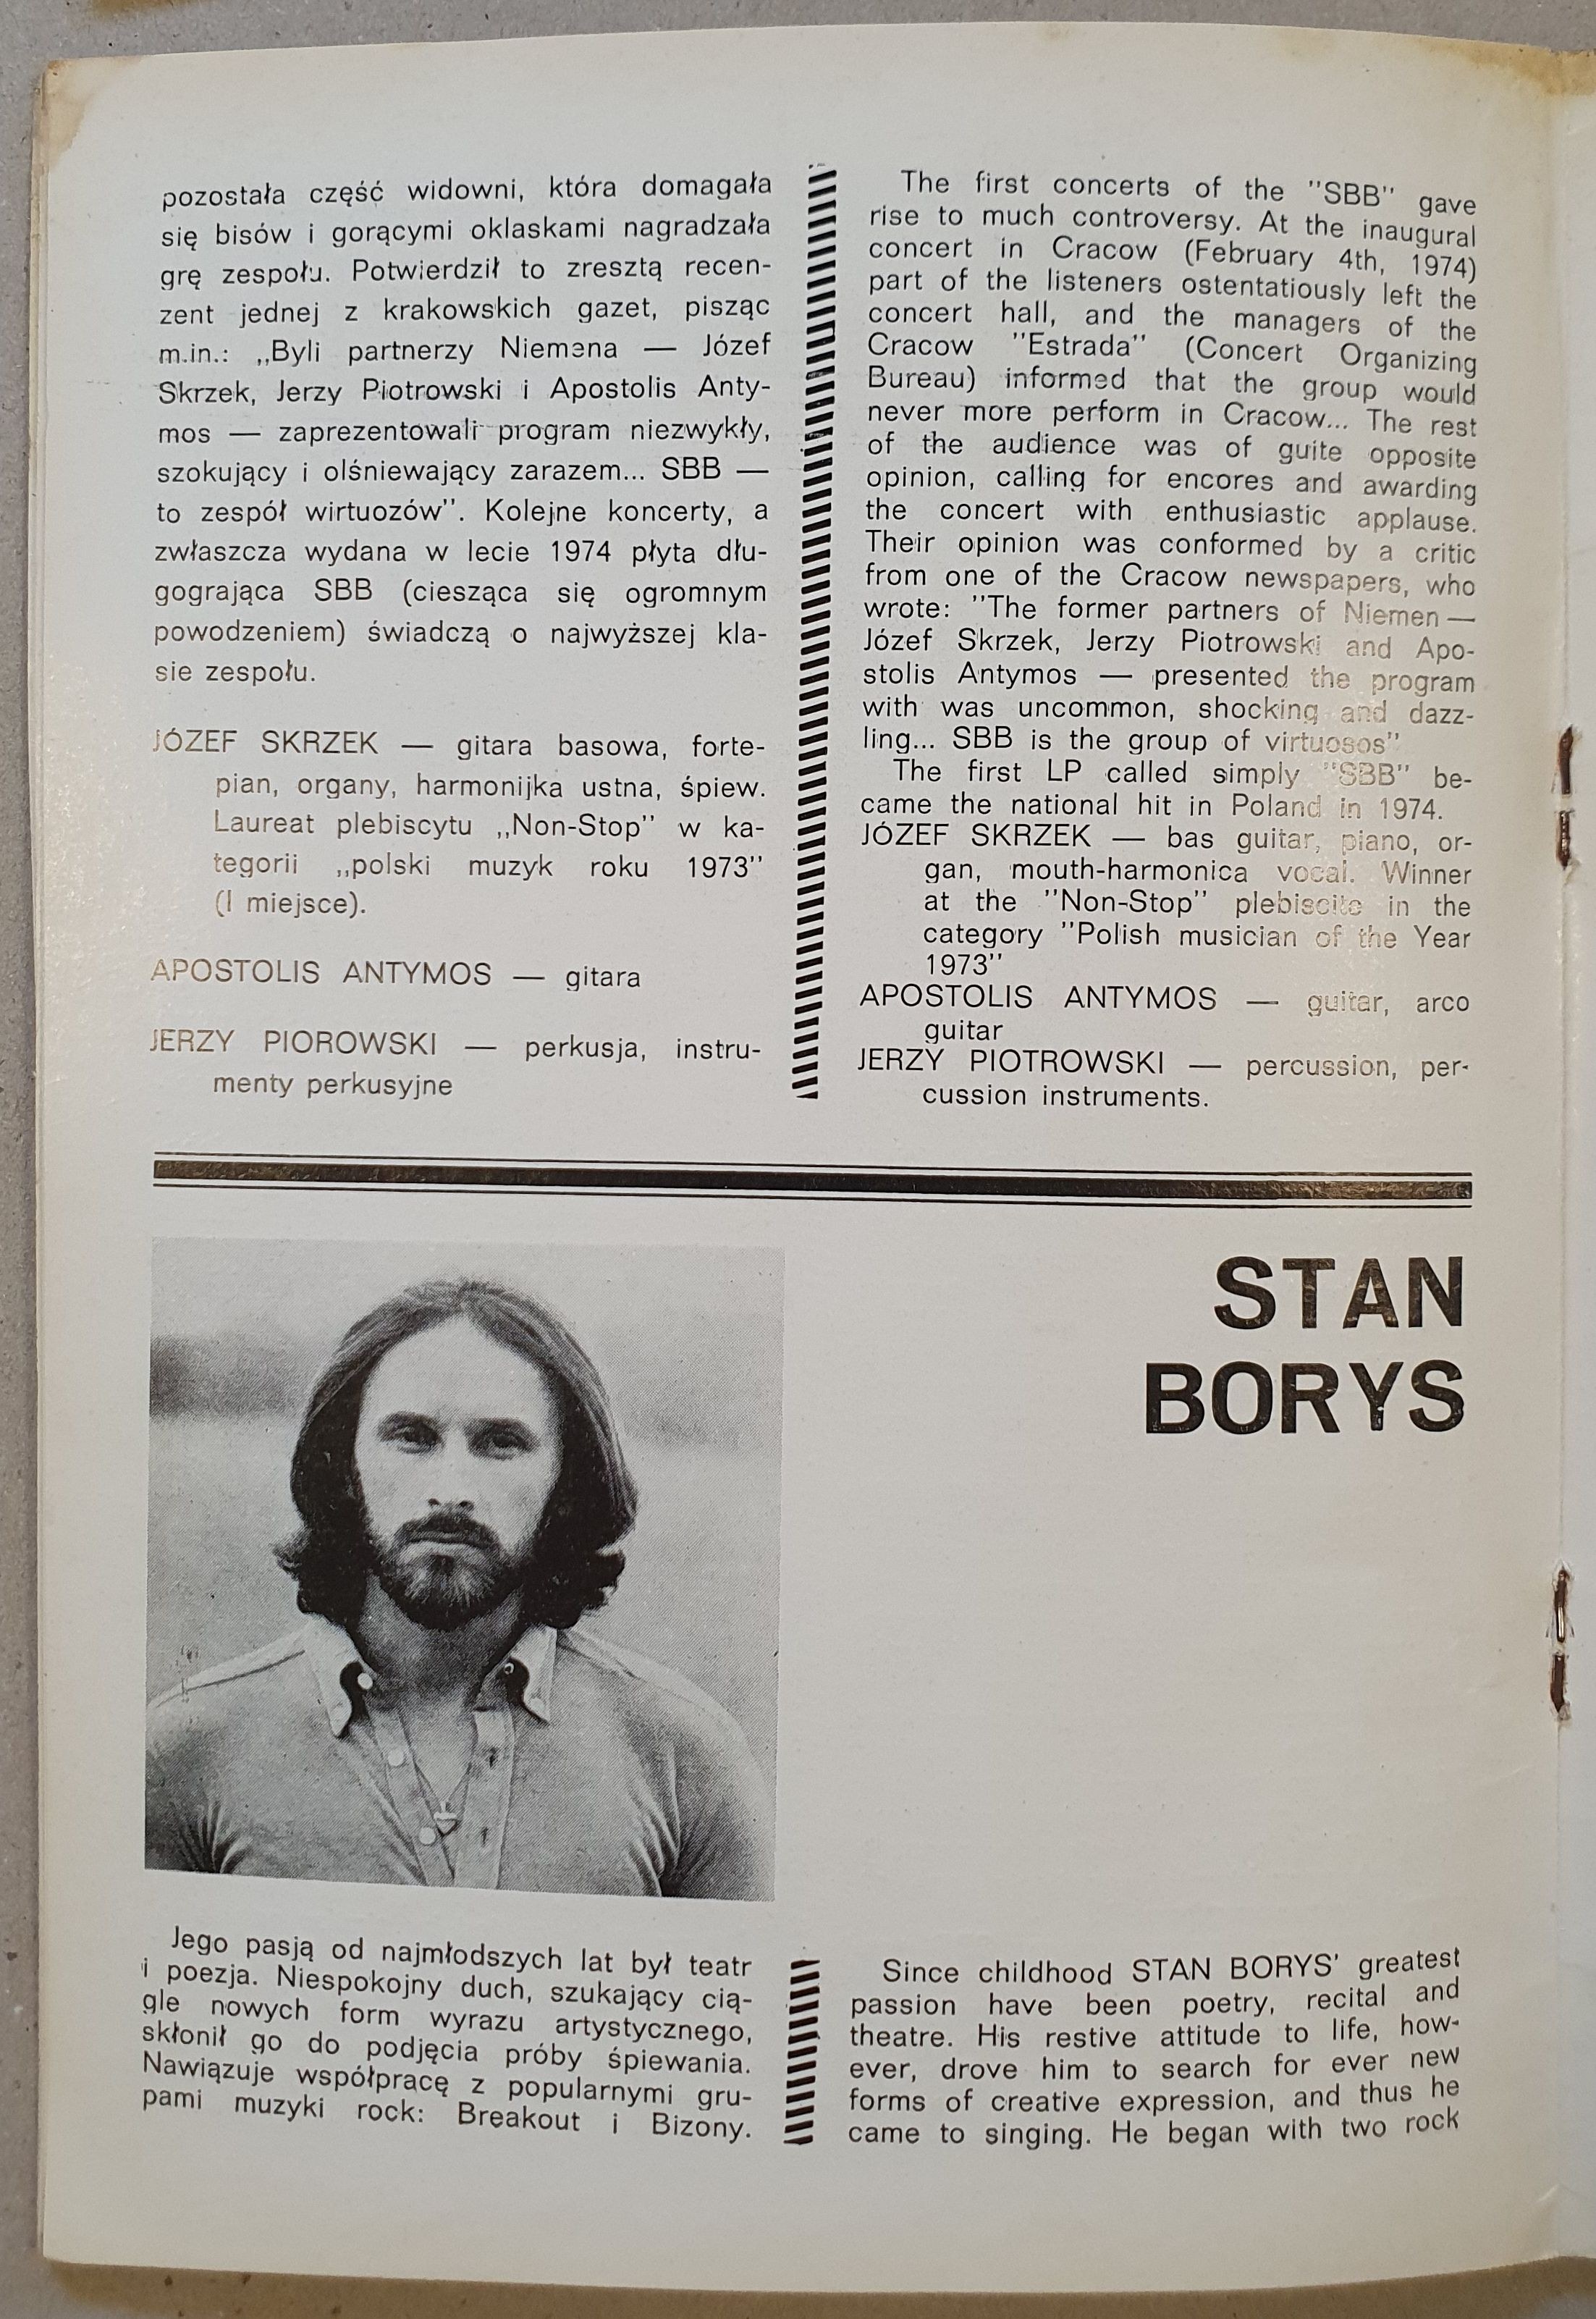 pozostała część widowni, która domagała
się bisów i gorącymi oklaskami nagradzała
grę zespołu. Potwierdził to zresztą recen-
zent jednej z krakowskich gazet, pisząc
m.in.: ,,Byli partnerzy Niemena — Józef
Skrzek, Jerzy Piotrowski i Apostolis Anty-
mos — zaprezentowali program niezwykły,
szokujący i olśniewający zarazem... SBB —
to zespół wirtuozów''. Kolejne koncerty, a
zwłaszcza wydana w lecie 1974 płyta dłu-
gogrająca SBB (ciesząca się ogromnym
powodzeniem) świadczą o najwyższej kla-
sie zespołu.
JÓZEF SKRZEK — gitara basowa, forte-
pian, organy, harmonijka ustna, śpiew.
Laureat plebiscytu ,,Non-Stop'' w ka-
tegorii ,,polski muzyk roku 1973''
(I miejsce).
APOSTOLIS ANTYMOS — gitara
JERZY PIOROWSKI — perkusja, instru-
menty perkusyjne
The first concerts of the ''SBB'' gave
rise to much controversy. At the inaugural
concert in Cracow (February 4th, 1974)
part of the listeners ostentatiously left the
concert hall, and the managers of the
Cracow ''Estrada'' (Concert Organizing
Bureau) informed that the group would
never more perform in Cracow... The rest
of the audience was of guite opposite
opinion, calling for encores and awarding
the concert with enthusiastic applause.
Their opinion was conformed by a critic
from one of the Cracow newspapers, who
wrote: ''The former partners of Niemen —
Józef Skrzek, Jerzy Piotrowski and Apo-
stolis Antymos — presented the program
with was uncommon, shocking and dazz-
ling... SBB is the group of virtuosos''
The first LP called simply ''SBB'' be-
came the national hit in Poland in 1974.
JÓZEF SKRZEK — bas guitar, piano, or-
gan, mouth-harmonica vocal. Winner
at the ''Non-Stop'' plebiscite in the
category ''Polish musician of the Year
1973''
APOSTOLIS ANTYMOS — guitar, arco
guitar
JERZY PIOTROWSKI — percussion, per-
cussion instruments.
STAN
BORYS
Jego pasją od najmłodszych lat był teatr
i poezja. Niespokojny duch, szukający cią-
gle nowych form wyrazu artystycznego,
skłonił go do podjęcia próby śpiewania.
Nawiązuje współpracę z popularnymi gru-
pami muzyki rock: Breakout i Bizony.
Since childhood STAN BORYS' greatest
passion have been poetry, recital and
theatre. His restive attitude to life, how-
ever, drove him to search for ever new
forms of creative expression, and thus he
came to singing. He began with two rock